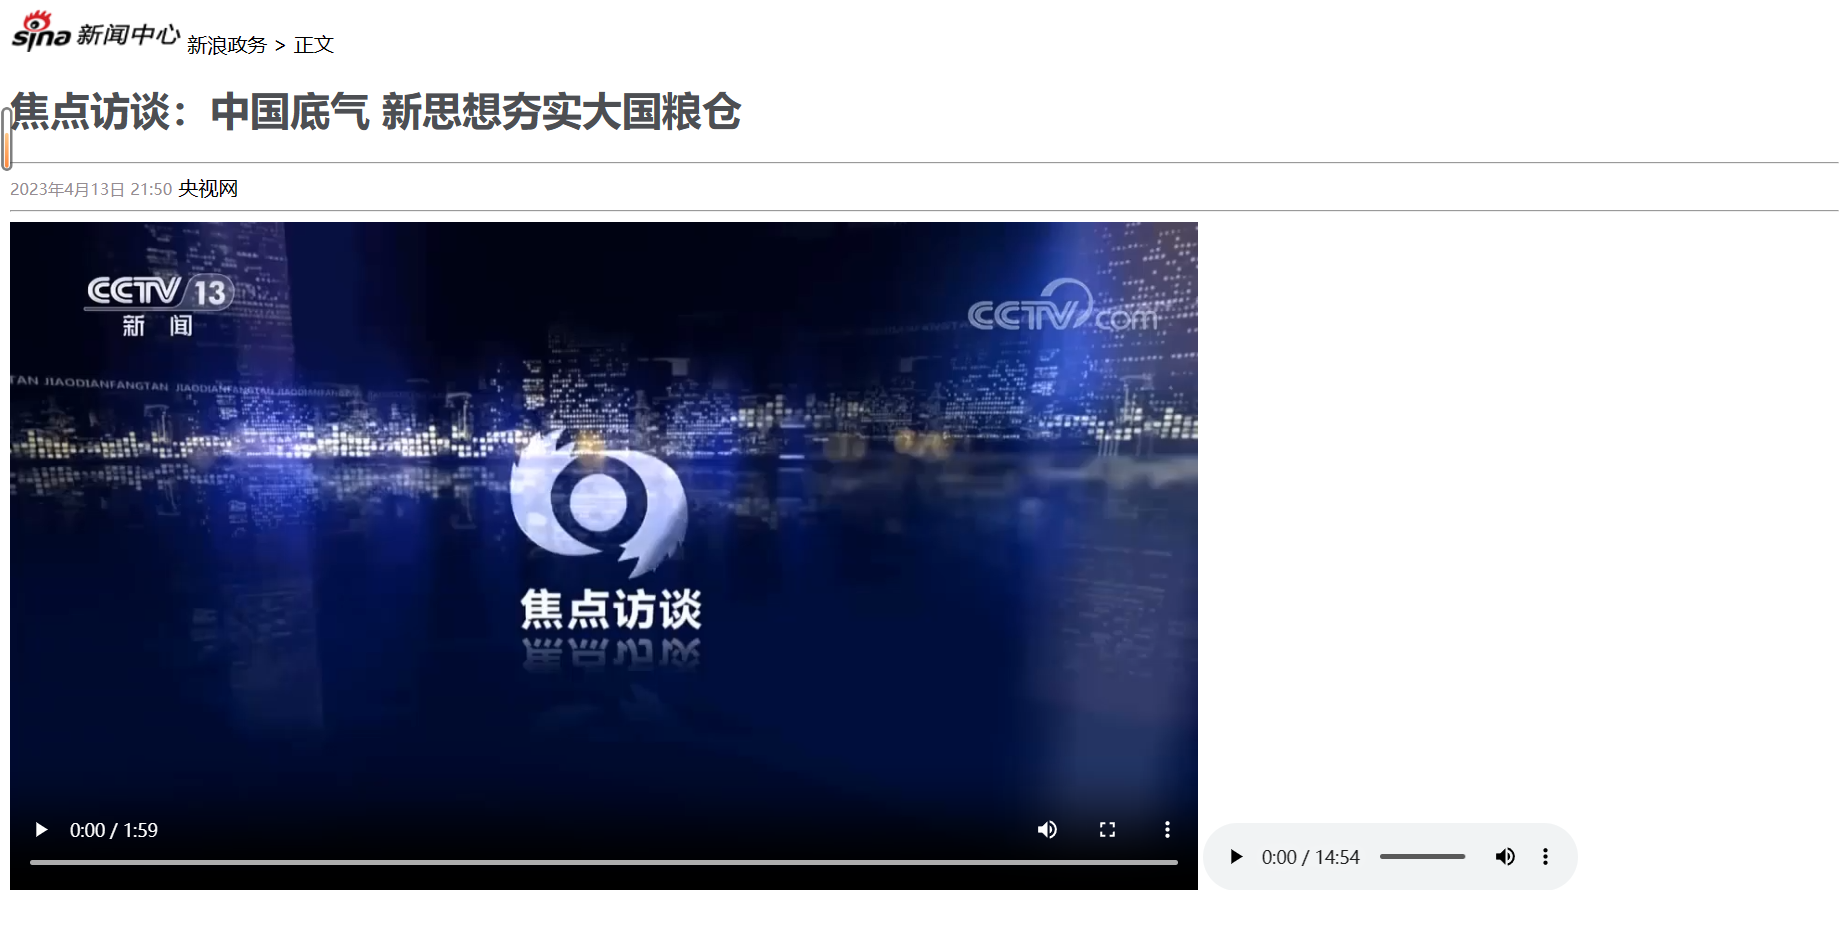 sina 新闻中心 新浪政务 > 正文
焦点访谈：中国底气 新思想夯实大国粮仓
2023年4月13日 21:50 央视网
CCTV 13
新闻
CCTV.com
TAN JIAODIANFANGTAN JIAODIANFANGTAN JIAODIANFANGTAN
焦点访谈
0:00 / 1:59
0:00 / 14:54